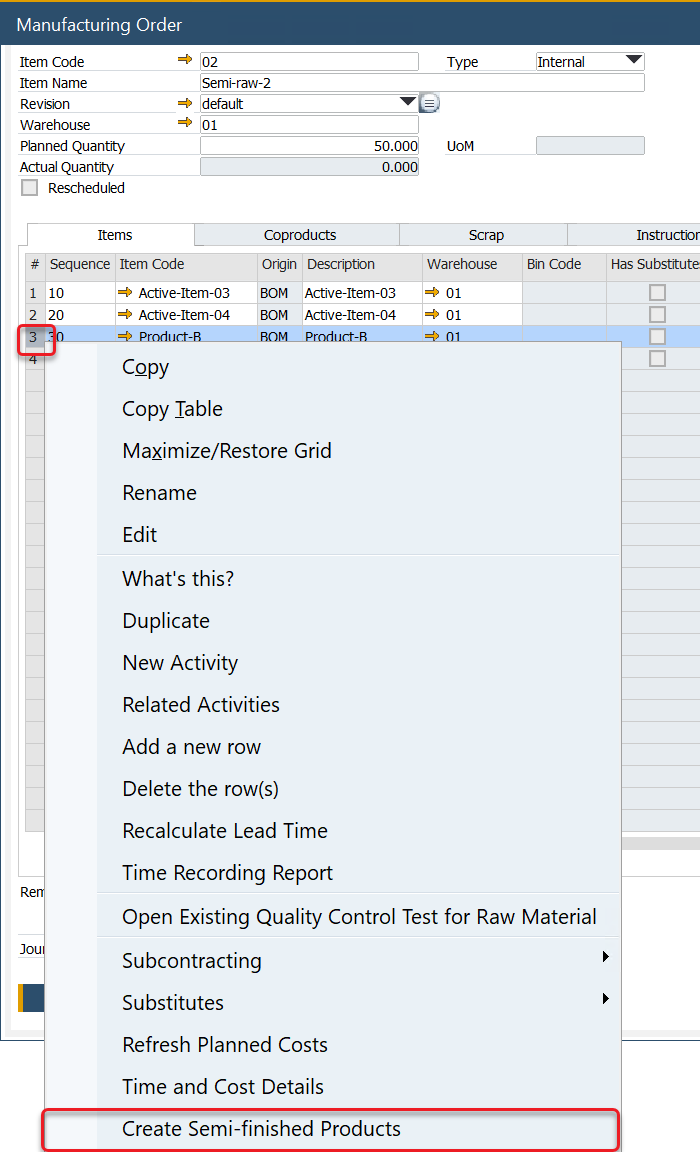 Manufacturing Order
Item Code 02 Type Internal
Item Name Semi-raw-2
Revision default
Warehouse 01
Planned Quantity 50.000 UoM
Actual Quantity 0.000
Rescheduled
Items Coproducts Scrap Instruction
# Sequence Item Code Origin Description Warehouse Bin Code Has Substitutes
1 10 Active-Item-03 BOM Active-Item-03 01
2 20 Active-Item-04 BOM Active-Item-04 01
3 30 Product-B BOM Product-B 01
4
Copy
Copy Table
Maximize/Restore Grid
Rename
Edit
What's this?
Duplicate
New Activity
Related Activities
Add a new row
Delete the row(s)
Recalculate Lead Time
Time Recording Report
Rem
Open Existing Quality Control Test for Raw Material
Jour
Subcontracting
Substitutes
Refresh Planned Costs
Time and Cost Details
Create Semi-finished Products